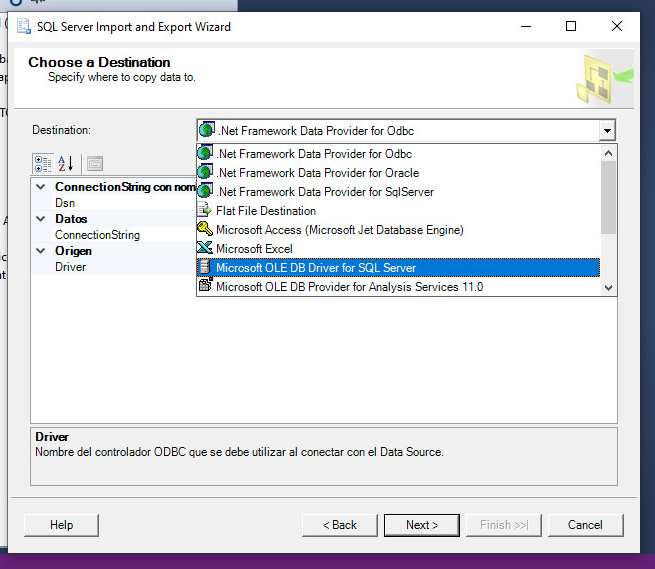 SQL Server Import and Export Wizard
Choose a Destination
Specify where to copy data to.
Destination:
.Net Framework Data Provider for Odbc
.Net Framework Data Provider for Odbc
.Net Framework Data Provider for Oracle
.Net Framework Data Provider for SqlServer
Flat File Destination
Microsoft Access (Microsoft Jet Database Engine)
Microsoft Excel
Microsoft OLE DB Driver for SQL Server
Microsoft OLE DB Provider for Analysis Services 11.0
ConnectionString con nom
Dsn
Datos
ConnectionString
Origen
Driver
Driver
Nombre del controlador ODBC que se debe utilizar al conectar con el Data Source.
Help
< Back
Next >
Finish >>|
Cancel